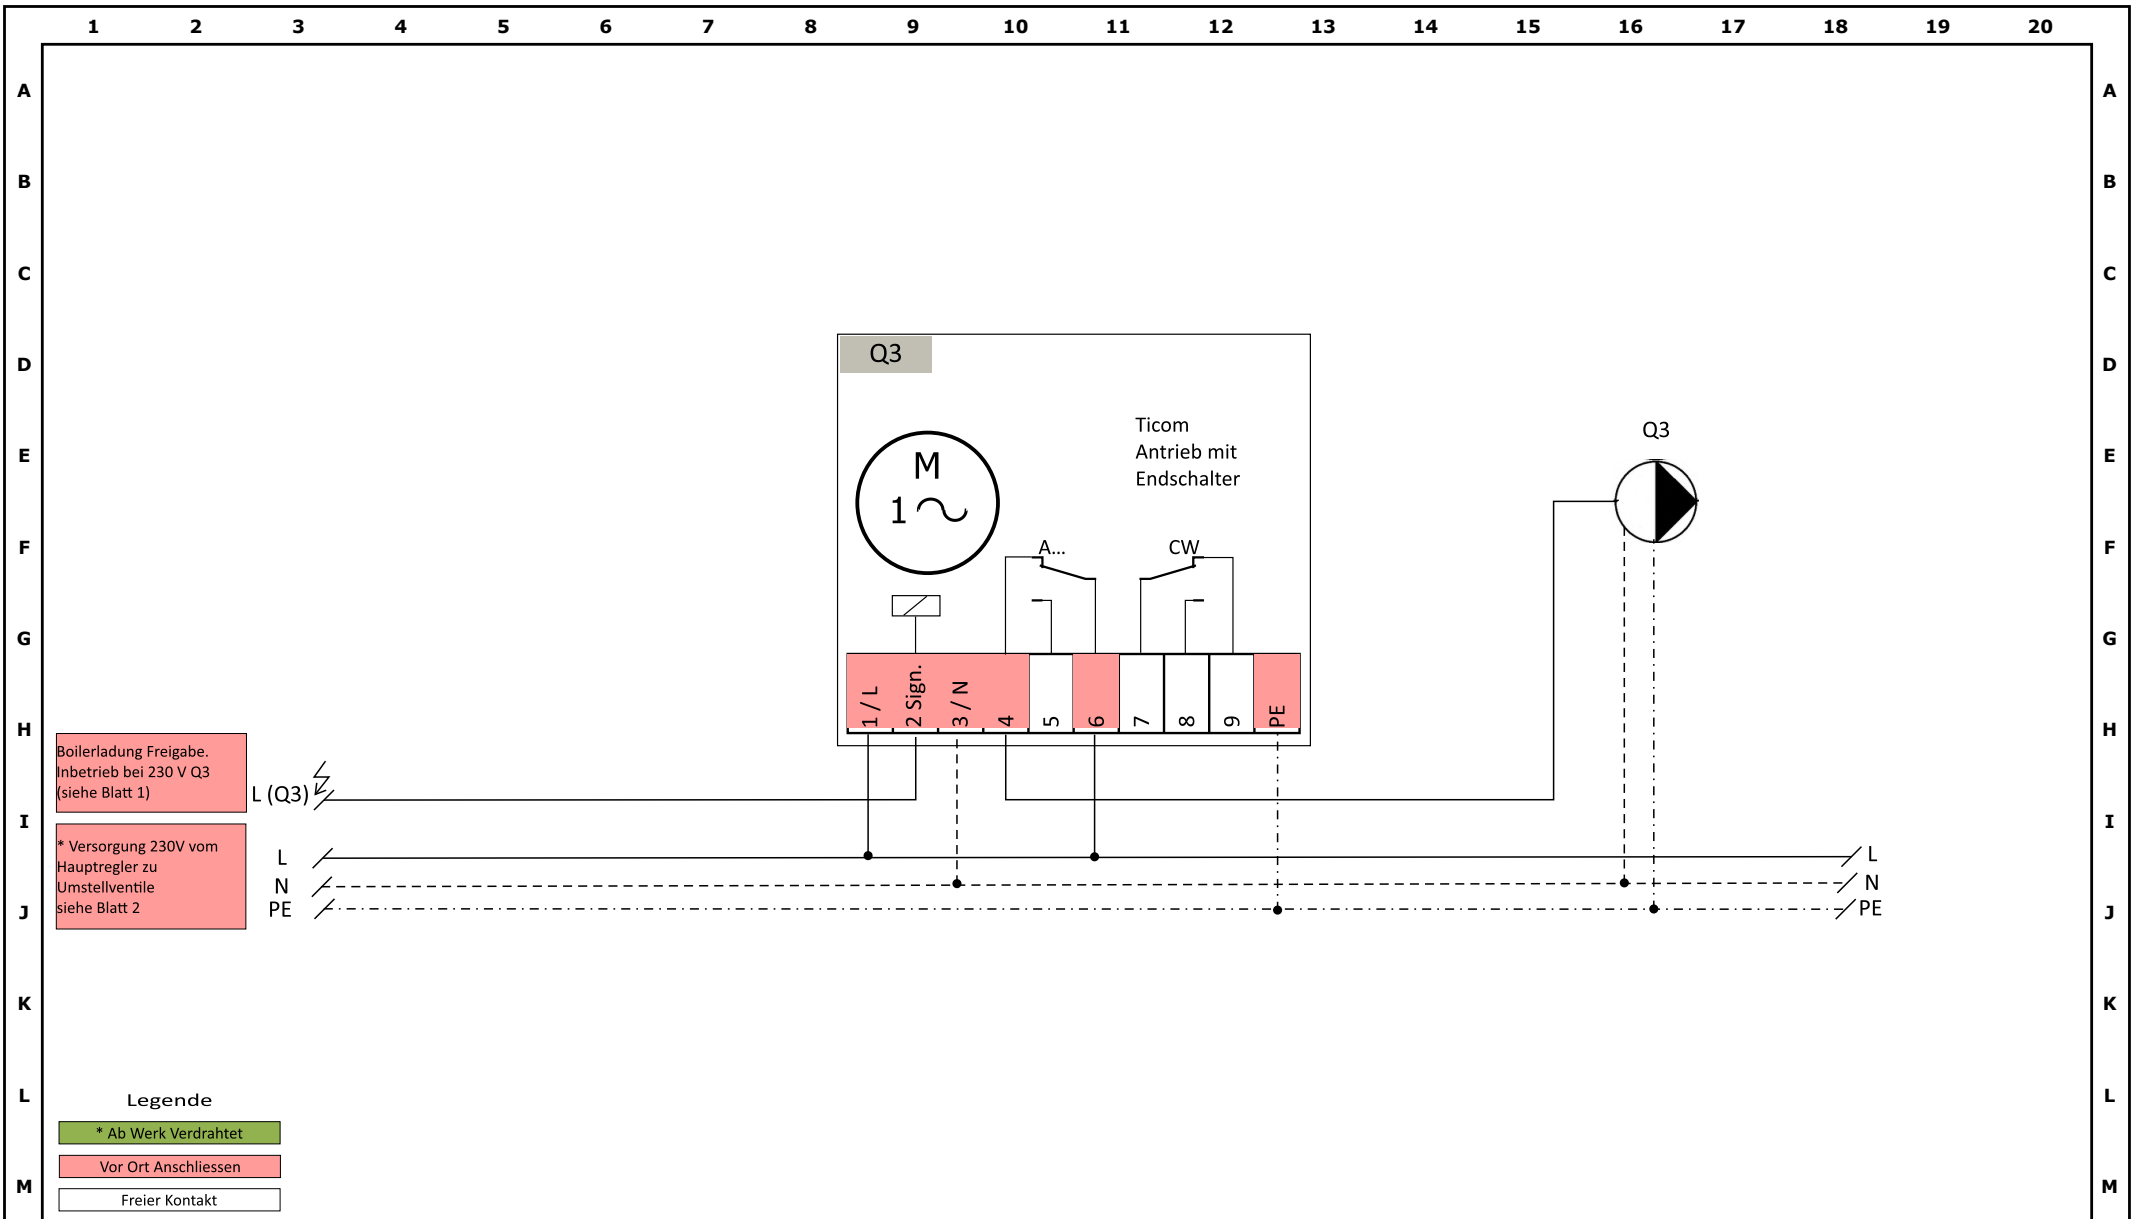 1 2 3 4 5 6 7 8 9 10 11 12 13 14 15 16 17 18 19 20
A A
B B
C C
D D
Q3
Ticom
Antrieb mit
Endschalter
Q3
E E
M
1
F F
A...
CW
G G
1 / L
2 Sign.
3 / N
4
5
6
7
8
9
PE
H H
Boilerladung Freigabe.
Inbetrieb bei 230 V Q3
(siehe Blatt 1)
L (Q3)
I I
* Versorgung 230V vom
Hauptregler zu
Umstellventile
siehe Blatt 2
L L
N N
PE PE
J J
K K
L L
Legende
* Ab Werk Verdrahtet
Vor Ort Anschliessen
Freier Kontakt
M M